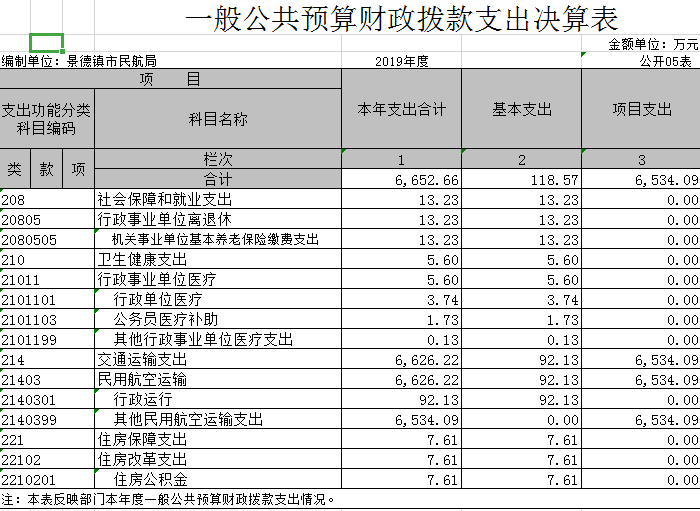 一般公共预算财政拨款支出决算表
金额单位：万元
编制单位：景德镇市民航局 2019年度 公开05表
项 目 本年支出合计 基本支出 项目支出
支出功能分类科目编码 科目名称
类 款 项 栏次 1 2 3
合计 6,652.66 118.57 6,534.09
208 社会保障和就业支出 13.23 13.23 0.00
20805 行政事业单位离退休 13.23 13.23 0.00
2080505 机关事业单位基本养老保险缴费支出 13.23 13.23 0.00
210 卫生健康支出 5.60 5.60 0.00
21011 行政事业单位医疗 5.60 5.60 0.00
2101101 行政单位医疗 3.74 3.74 0.00
2101103 公务员医疗补助 1.73 1.73 0.00
2101199 其他行政事业单位医疗支出 0.13 0.13 0.00
214 交通运输支出 6,626.22 92.13 6,534.09
21403 民用航空运输 6,626.22 92.13 6,534.09
2140301 行政运行 92.13 92.13 0.00
2140399 其他民用航空运输支出 6,534.09 0.00 6,534.09
221 住房保障支出 7.61 7.61 0.00
22102 住房改革支出 7.61 7.61 0.00
2210201 住房公积金 7.61 7.61 0.00
注：本表反映部门本年度一般公共预算财政拨款支出情况。